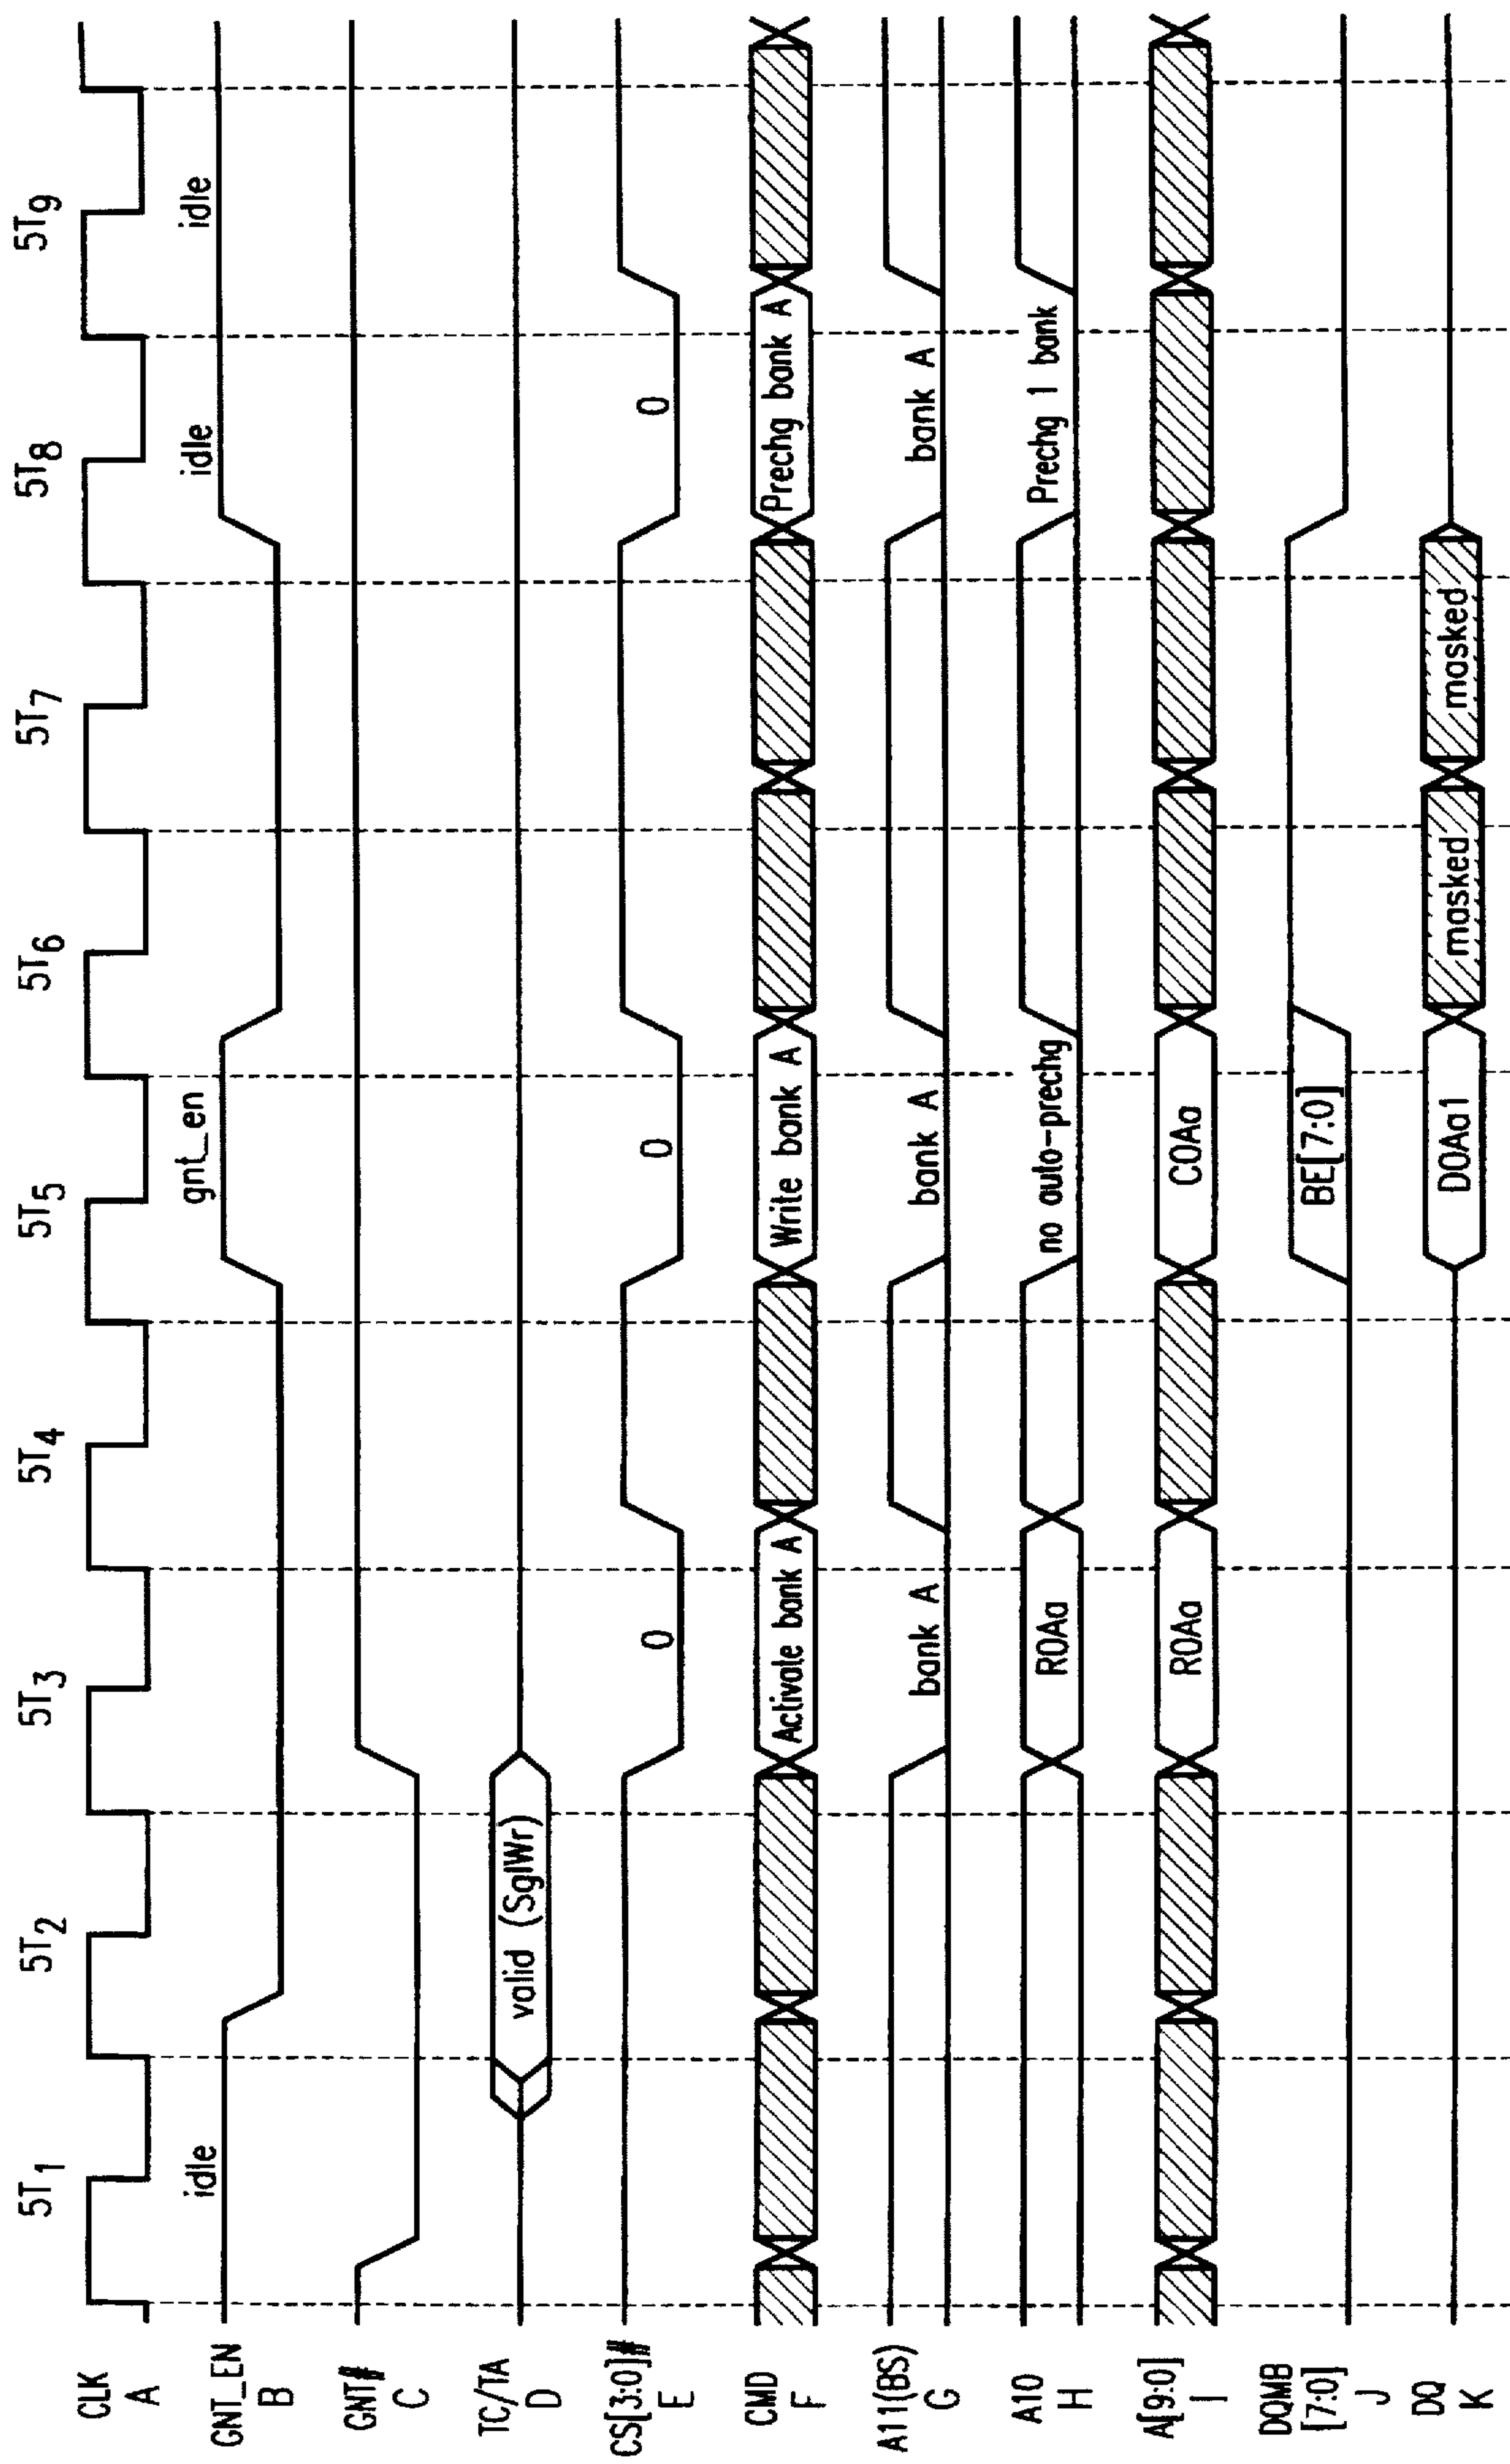 5T1 5T2 5T3 5T4 5T5 5T6 5T7 5T8 5T9
CLK
A
GNT_EN
B
idle gnt_en idle idle
GNT#
C
TC/TA
D
valid (SglWr)
CS[3:0]#
E
0 0 0
CMD
F
Activate bank A Write bank A Prechg bank A
A11(BS)
G
bank A bank A bank A
A10
H
R0Aa no auto-prechg Prechg 1 bank
A[9:0]
I
R0Aa C0Aa
DQMB
[7:0]
J
BE[7:0]
DQ
K
D0Aa1 masked masked